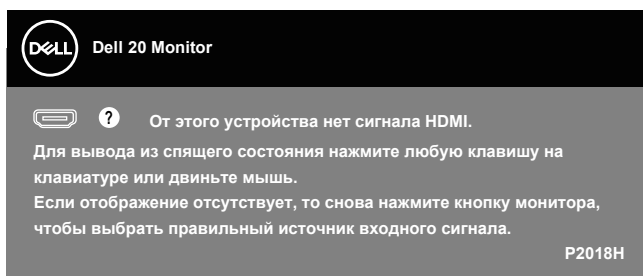 DELL
Dell 20 Monitor
? От этого устройства нет сигнала HDMI.
Для вывода из спящего состояния нажмите любую клавишу на
клавиатуре или двиньте мышь.
Если отображение отсутствует, то снова нажмите кнопку монитора,
чтобы выбрать правильный источник входного сигнала.
P2018H